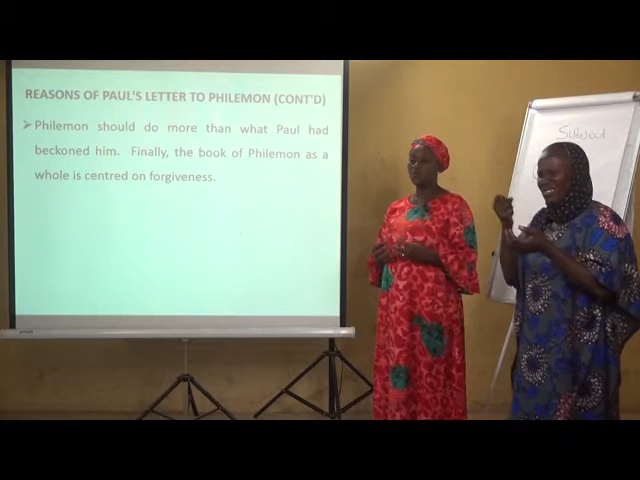 REASONS OF PAUL'S LETTER TO PHILEMON (CONT'D)
➢Philemon should do more than what Paul had
beckoned him. Finally, the book of Philemon as a
whole is centred on forgiveness.
Subject